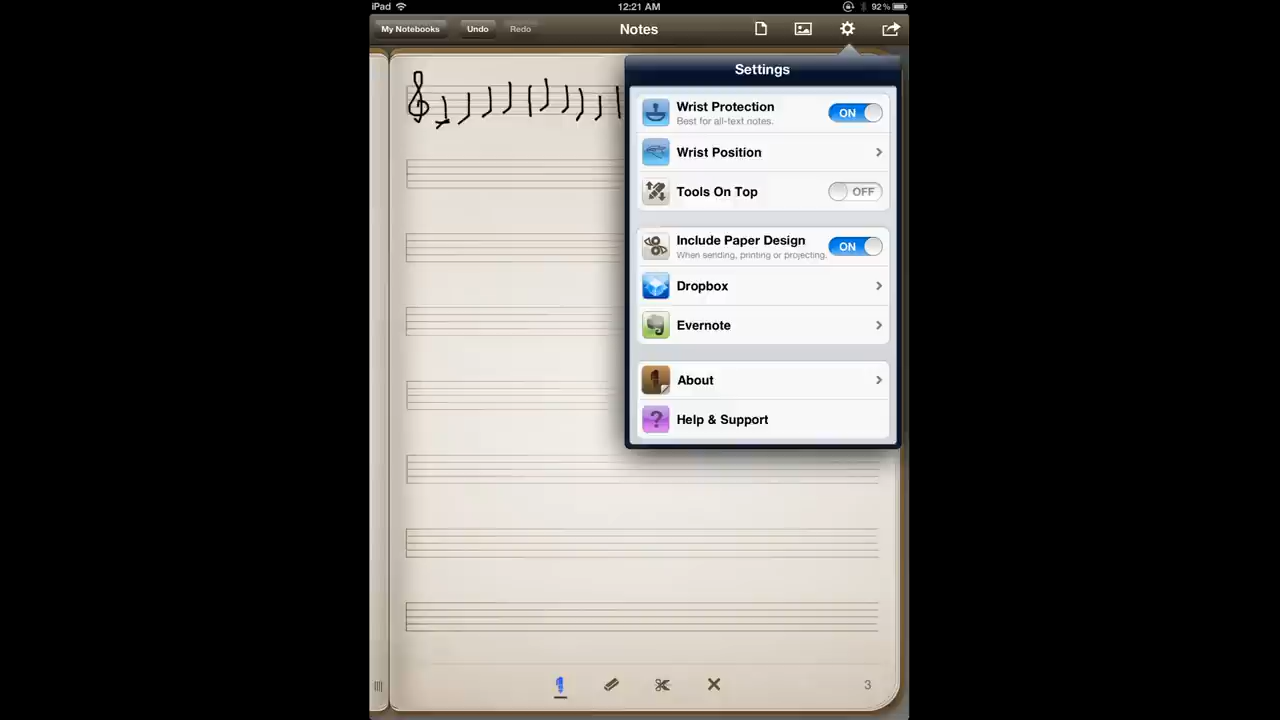 iPad 12:21 AM 92%
My Notebooks Undo Redo Notes
Settings
Wrist Protection ON
Best for all-text notes.
Wrist Position
Tools On Top OFF
Include Paper Design ON
When sending, printing or projecting.
Dropbox
Evernote
About
? Help & Support
3